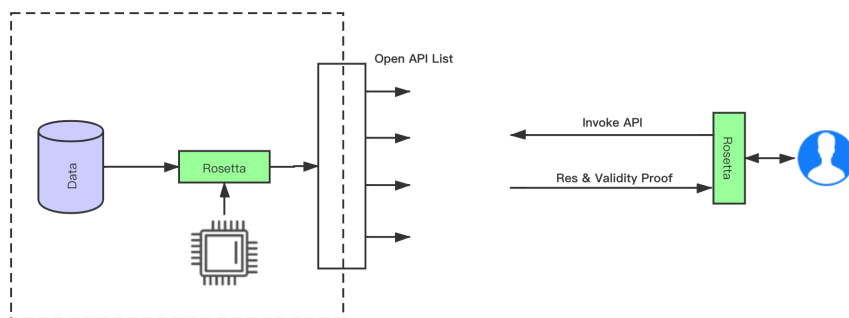 Open API List
Data
Rosetta
Invoke API
Res & Validity Proof
Rosetta